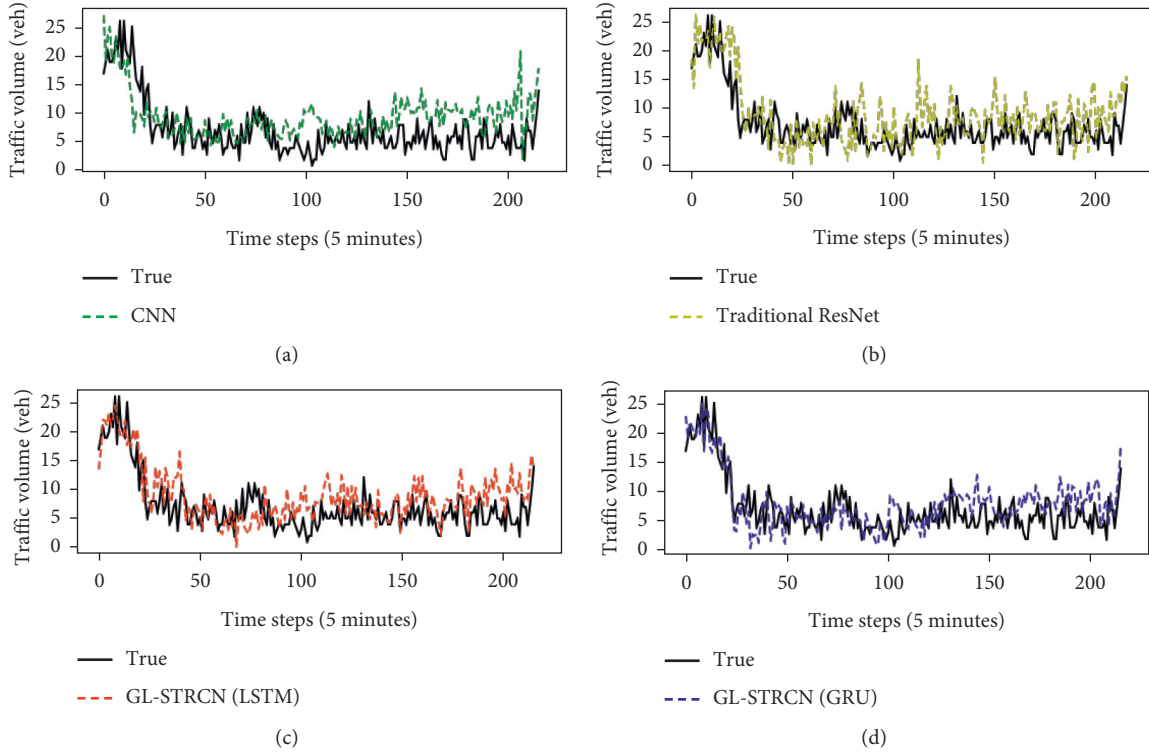 Traffic volume (veh)
25
20
15
10
5
0
0 50 100 150 200
Time steps (5 minutes)
True
CNN
(a)
Traffic volume (veh)
25
20
15
10
5
0
0 50 100 150 200
Time steps (5 minutes)
True
Traditional ResNet
(b)
Traffic volume (veh)
25
20
15
10
5
0
0 50 100 150 200
Time steps (5 minutes)
True
GL-STRCN (LSTM)
(c)
Traffic volume (veh)
25
20
15
10
5
0
0 50 100 150 200
Time steps (5 minutes)
True
GL-STRCN (GRU)
(d)